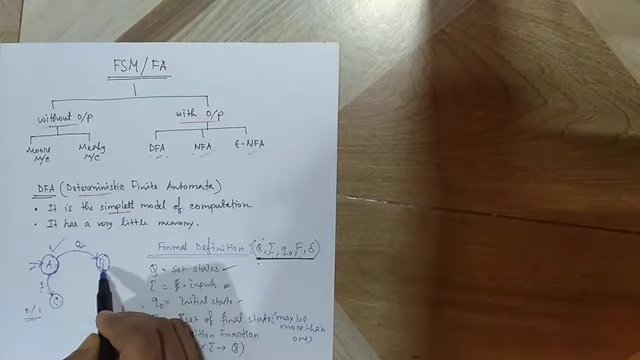 FSM/FA
without O/P with O/P
Moore M/C Mealy M/C DFA NFA ε-NFA
DFA (Deterministic Finite Automata)
• It is the simplest model of computation
• It has a very little memory.
Formal Definition: (Q, Σ, q₀, F, δ)
A B
Q = set states
Σ = inputs
q₀ = Initial state
set of final state (may be more than one)
Function
Σ → Q)
0/1